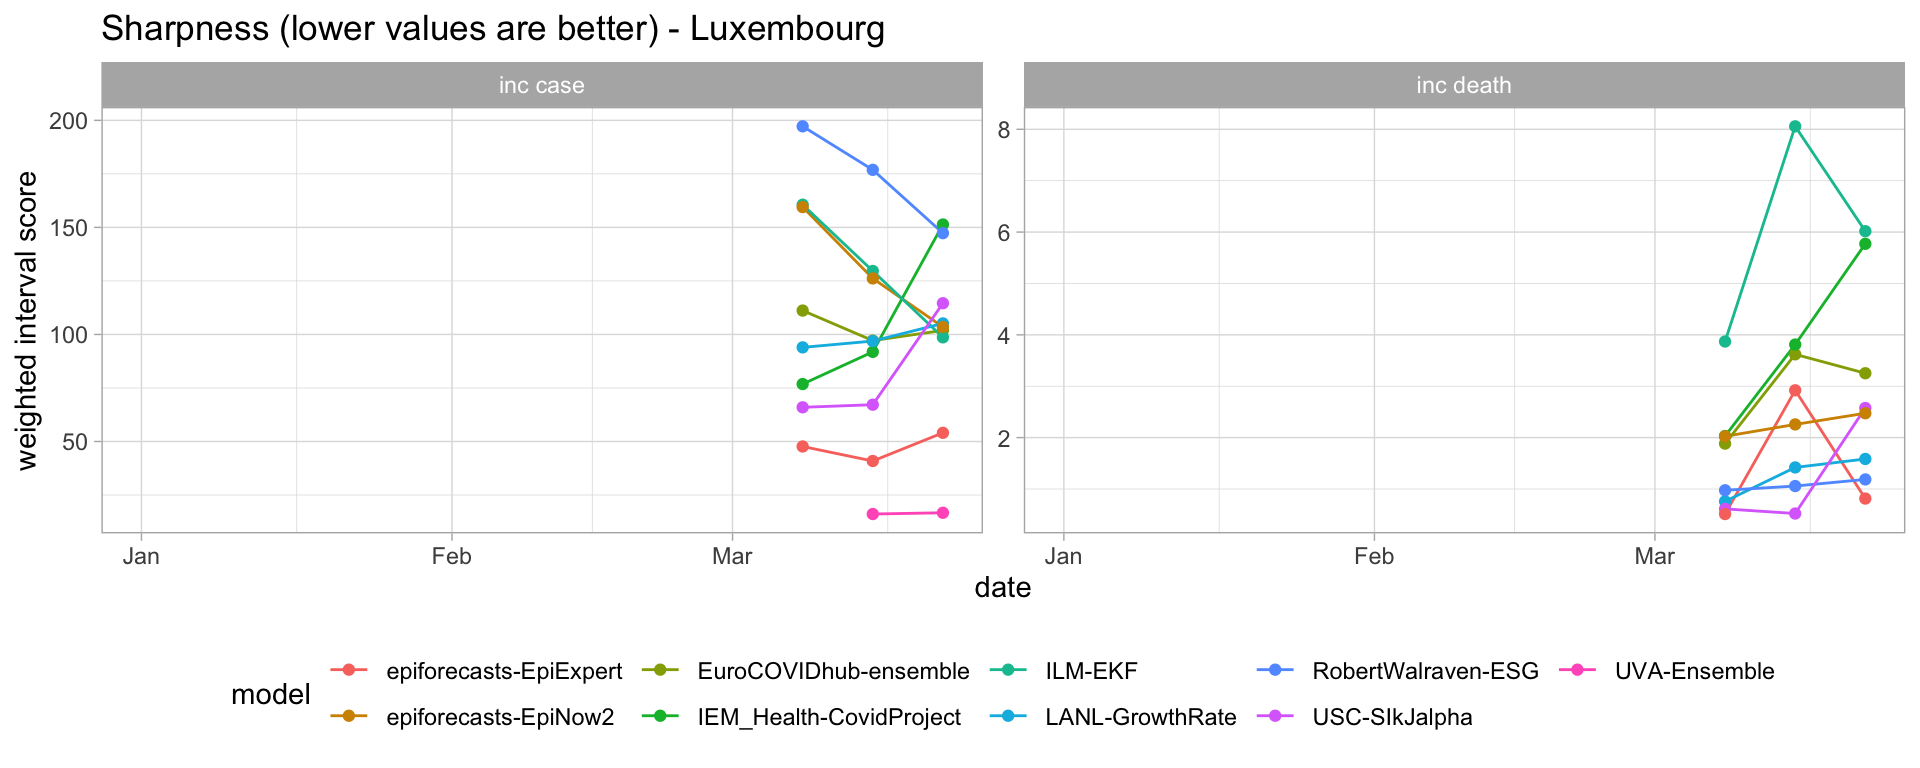 Sharpness (lower values are better) - Luxembourg
inc case
inc death
weighted interval score
200
150
100
50
8
6
4
2
Jan
Feb
Mar
Jan
Feb
Mar
date
model
epiforecasts-EpiExpert
EuroCOVIDhub-ensemble
ILM-EKF
RobertWalraven-ESG
UVA-Ensemble
epiforecasts-EpiNow2
IEM_Health-CovidProject
LANL-GrowthRate
USC-SIkJalpha